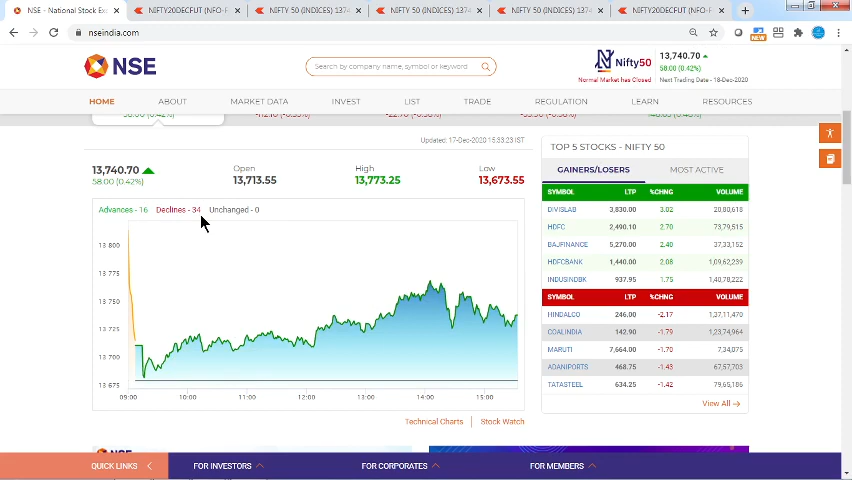 NSE - National Stock Ex
NIFTY20DECFUT (NFO-F
NIFTY 50 (INDICES) 1374
NIFTY 50 (INDICES) 1374
NIFTY 50 (INDICES) 1374
NIFTY20DECFUT (NFO-F
nseindia.com
NEW
NSE
Search by company name, symbol or keyword
Nifty50
Normal Market has Closed
13,740.70
58.00 (0.42%)
Next Trading Date - 18-Dec-2020
HOME ABOUT MARKET DATA INVEST LIST TRADE REGULATION LEARN RESOURCES
Updated: 17-Dec-2020 15:33:23 IST
13,740.70
58.00 (0.42%)
Open
13,713.55
High
13,773.25
Low
13,673.55
Advances - 16 Declines - 34 Unchanged - 0
13 800
13 775
13 750
13 725
13 700
13 675
09:00 10:00 11:00 12:00 13:00 14:00 15:00
Technical Charts Stock Watch
TOP 5 STOCKS - NIFTY 50
GAINERS/LOSERS MOST ACTIVE
SYMBOL LTP %CHNG VOLUME
DIVISLAB 3,830.00 3.02 20,80,618
HDFC 2,490.10 2.70 73,79,515
BAJFINANCE 5,270.00 2.40 37,33,152
HDFCBANK 1,440.00 2.08 1,09,62,239
INDUSINDBK 937.95 1.75 1,40,78,222
SYMBOL LTP %CHNG VOLUME
HINDALCO 246.00 -2.17 1,37,11,470
COALINDIA 142.90 -1.79 1,23,74,964
MARUTI 7,664.00 -1.70 7,34,075
ADANIPORTS 468.75 -1.43 67,57,703
TATASTEEL 634.25 -1.42 79,65,186
View All
NSE
QUICK LINKS FOR INVESTORS FOR CORPORATES FOR MEMBERS